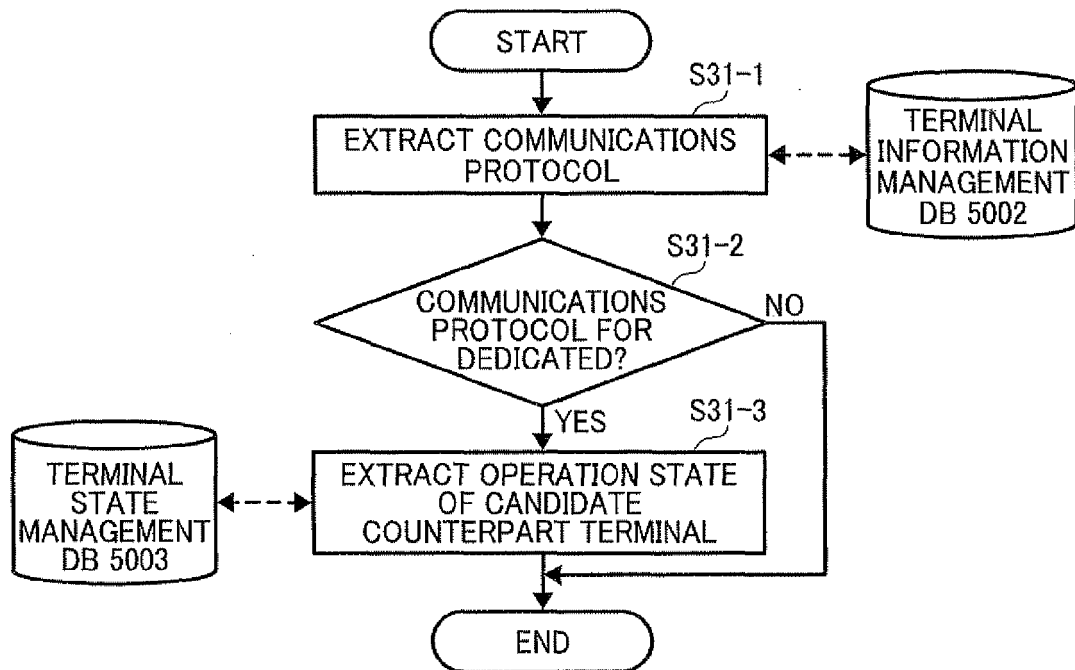 START
S31-1
EXTRACT COMMUNICATIONS
PROTOCOL
TERMINAL
INFORMATION
MANAGEMENT
DB 5002
S31-2
COMMUNICATIONS
PROTOCOL FOR
DEDICATED?
NO
YES
S31-3
TERMINAL
STATE
MANAGEMENT
DB 5003
EXTRACT OPERATION STATE
OF CANDIDATE
COUNTERPART TERMINAL
END